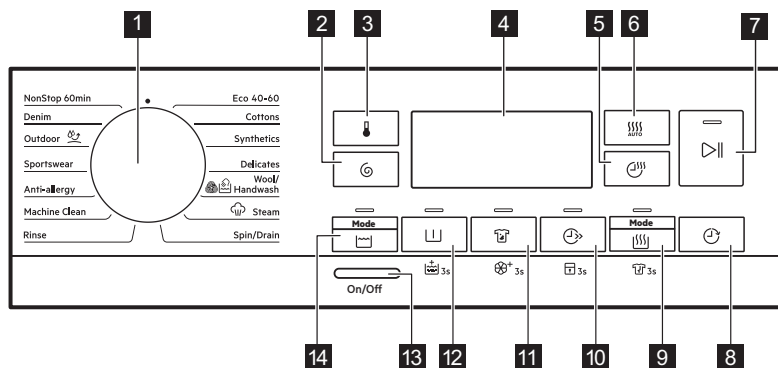 1
2
3
4
5
6
7
NonStop 60min
Denim
Outdoor
Sportswear
Anti-allergy
Machine Clean
Rinse
Eco 40-60
Cottons
Synthetics
Delicates
Wool/
Handwash
Steam
Spin/Drain
AUTO
Mode
Mode
3s
3s
3s
3s
On/Off
14
13
12
11
10
9
8